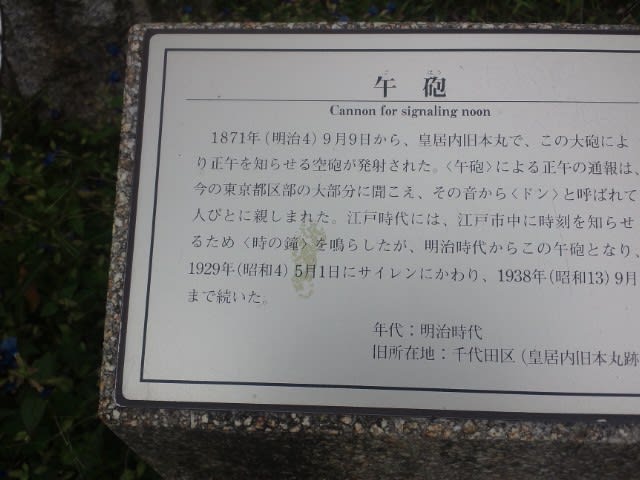 ご ほう
午 砲
Cannon for signaling noon
1871年(明治4) 9月9日から、皇居内旧本丸で、この大砲によ
り正午を知らせる空砲が発射された。〈午砲〉による正午の通報は、
今の東京都区部の大部分に聞こえ、その音から〈ドン〉と呼ばれて
人びとに親しまれた。江戸時代には、江戸市中に時刻を知らせ
るため〈時の鐘〉を鳴らしたが、明治時代からこの午砲となり、
1929年(昭和4) 5月1日にサイレンにかわり、1938年(昭和13) 9月
まで続いた。
年代：明治時代
旧所在地：千代田区 (皇居内旧本丸跡